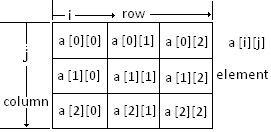 i row
a [0][0] a [0][1] a [0][2] a [i][j]
j
a [1][0] a [1][1] a [1][2] element
column
a [2][0] a [2][1] a [2][2]